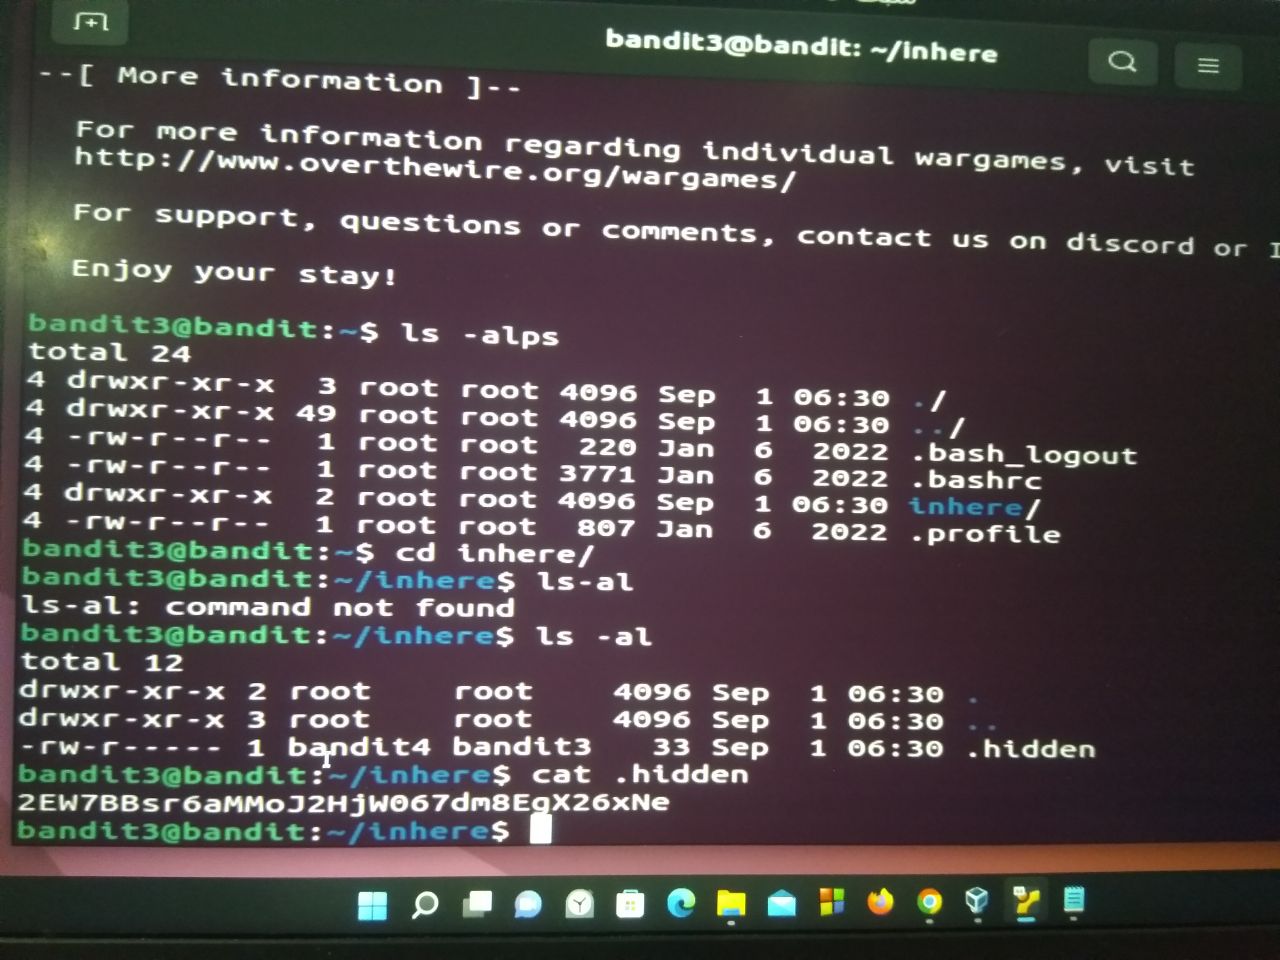 bandit3@bandit: ~/inhere
--[ More information ]--
For more information regarding individual wargames, visit
http://www.overthewire.org/wargames/
For support, questions or comments, contact us on discord or I
Enjoy your stay!
bandit3@bandit:~$ ls -alps
total 24
4 drwxr-xr-x  3 root root 4096 Sep  1 06:30 ./
4 drwxr-xr-x 49 root root 4096 Sep  1 06:30 ../
4 -rw-r--r--  1 root root  220 Jan  6  2022 .bash_logout
4 -rw-r--r--  1 root root 3771 Jan  6  2022 .bashrc
4 drwxr-xr-x  2 root root 4096 Sep  1 06:30 inhere/
4 -rw-r--r--  1 root root  807 Jan  6  2022 .profile
bandit3@bandit:~$ cd inhere/
bandit3@bandit:~/inhere$ ls-al
ls-al: command not found
bandit3@bandit:~/inhere$ ls -al
total 12
drwxr-xr-x 2 root    root    4096 Sep  1 06:30 .
drwxr-xr-x 3 root    root    4096 Sep  1 06:30 ..
-rw-r----- 1 bandit4 bandit3   33 Sep  1 06:30 .hidden
bandit3@bandit:~/inhere$ cat .hidden
2EW7BBsr6aMMoJ2HjW067dm8EgX26xNe
bandit3@bandit:~/inhere$